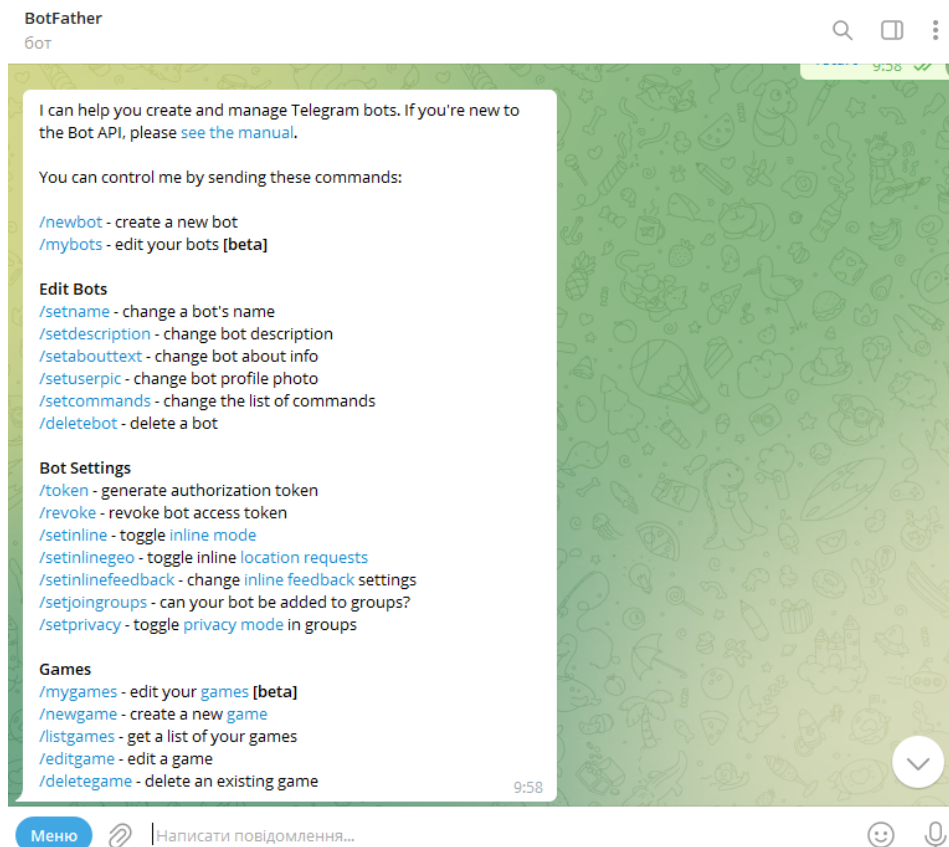 BotFather
бот
9:58
I can help you create and manage Telegram bots. If you're new to
the Bot API, please see the manual.
You can control me by sending these commands:
/newbot - create a new bot
/mybots - edit your bots [beta]
Edit Bots
/setname - change a bot's name
/setdescription - change bot description
/setabouttext - change bot about info
/setuserpic - change bot profile photo
/setcommands - change the list of commands
/deletebot - delete a bot
Bot Settings
/token - generate authorization token
/revoke - revoke bot access token
/setinline - toggle inline mode
/setinlinegeo - toggle inline location requests
/setinlinefeedback - change inline feedback settings
/setjoingroups - can your bot be added to groups?
/setprivacy - toggle privacy mode in groups
Games
/mygames - edit your games [beta]
/newgame - create a new game
/listgames - get a list of your games
/editgame - edit a game
/deletegame - delete an existing game
9:58
Меню
Написати повідомлення...